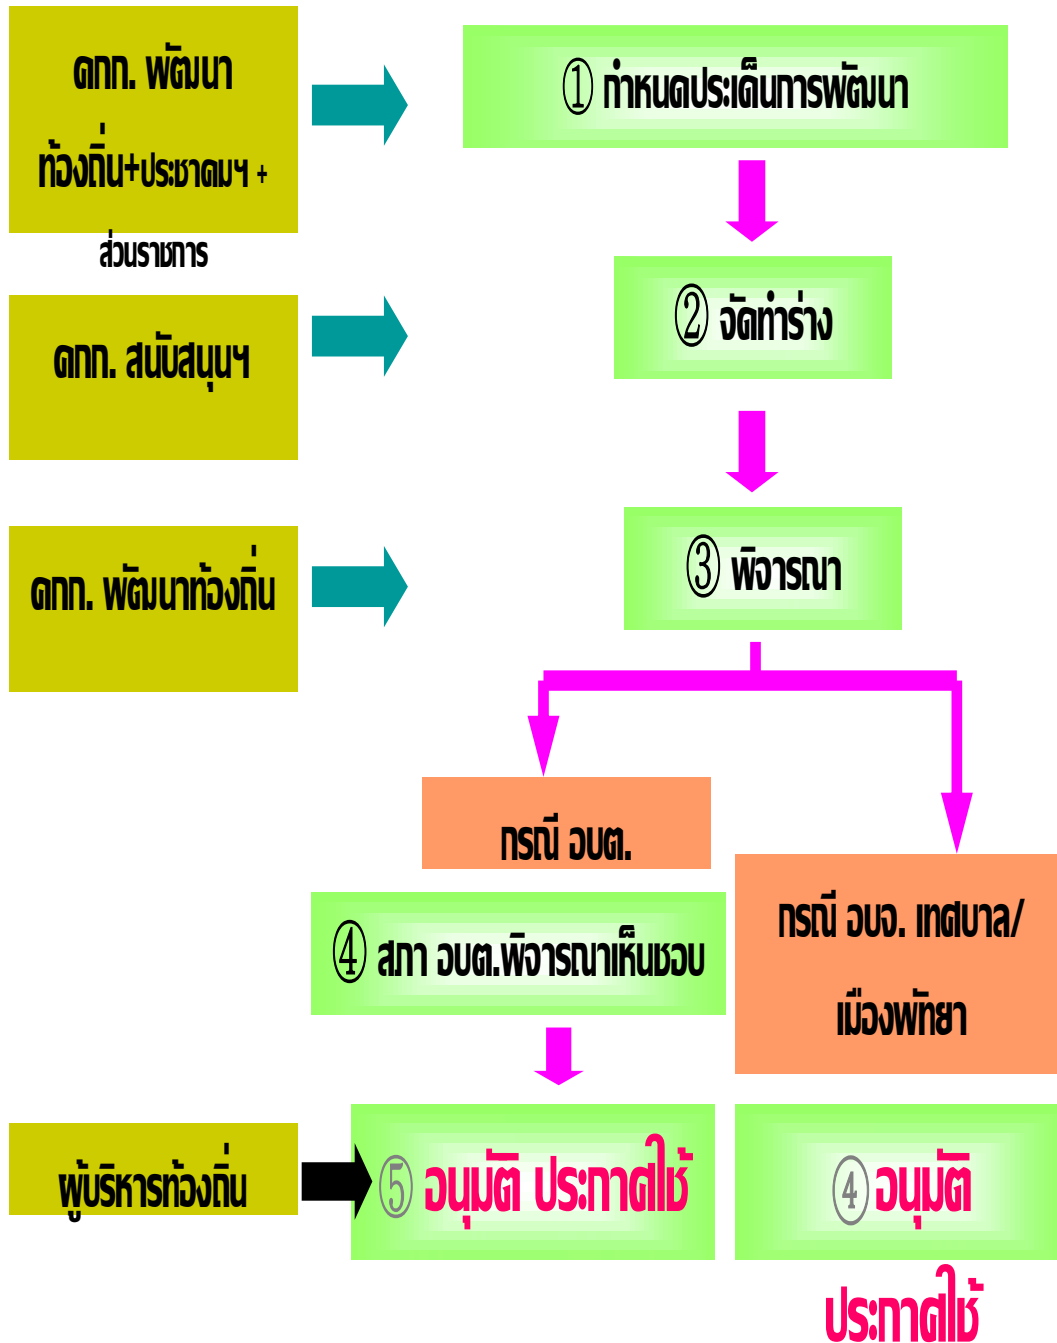 คกก. พัฒนา
ท้องถิ่น+ประชาคมฯ +
ส่วนราชการ
① กำหนดประเด็นการพัฒนา
คกก. สนับสนุนฯ
② จัดทำร่าง
คกก. พัฒนาท้องถิ่น
③ พิจารณา
กรณี อบต.
④ สภา อบต.พิจารณาเห็นชอบ
กรณี อบจ. เทศบาล/
เมืองพัทยา
ผู้บริหารท้องถิ่น
⑤ อนุมัติ ประกาศใช้
④ อนุมัติ
ประกาศใช้